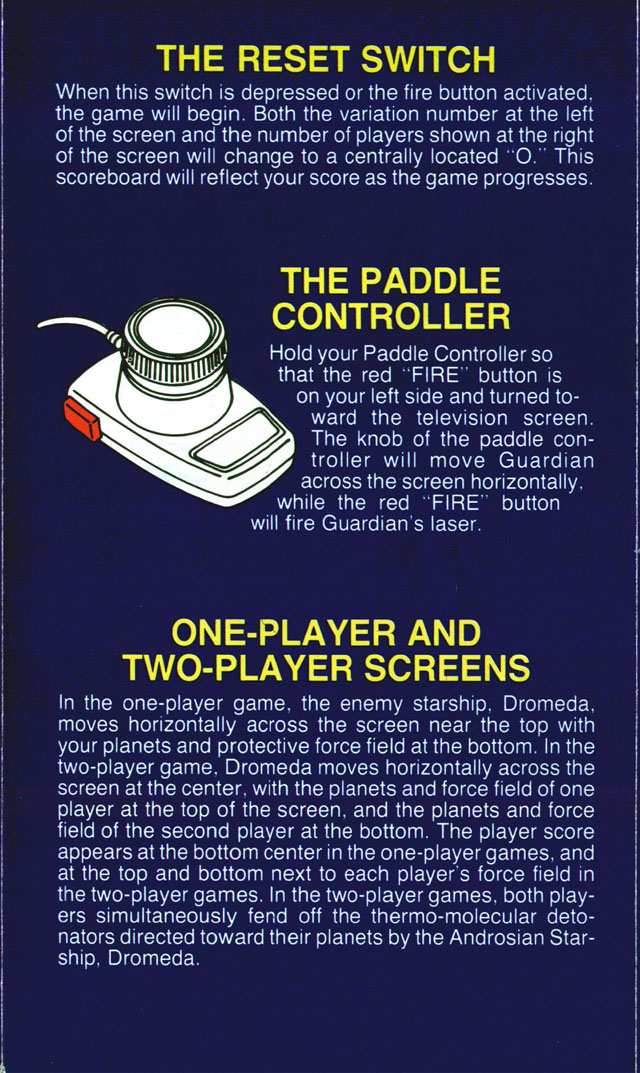 THE RESET SWITCH
When this switch is depressed or the fire button activated,
the game will begin. Both the variation number at the left
of the screen and the number of players shown at the right
of the screen will change to a centrally located "O." This
scoreboard will reflect your score as the game progresses.
THE PADDLE
CONTROLLER
Hold your Paddle Controller so
that the red "FIRE" button is
on your left side and turned to-
ward the television screen.
The knob of the paddle con-
troller will move Guardian
across the screen horizontally,
while the red "FIRE" button
will fire Guardian's laser.
ONE-PLAYER AND
TWO-PLAYER SCREENS
In the one-player game, the enemy starship, Dromeda,
moves horizontally across the screen near the top with
your planets and protective force field at the bottom. In the
two-player game, Dromeda moves horizontally across the
screen at the center, with the planets and force field of one
player at the top of the screen, and the planets and force
field of the second player at the bottom. The player score
appears at the bottom center in the one-player games, and
at the top and bottom next to each player's force field in
the two-player games. In the two-player games, both play-
ers simultaneously fend off the thermo-molecular deto-
nators directed toward their planets by the Androsian Star-
ship, Dromeda.